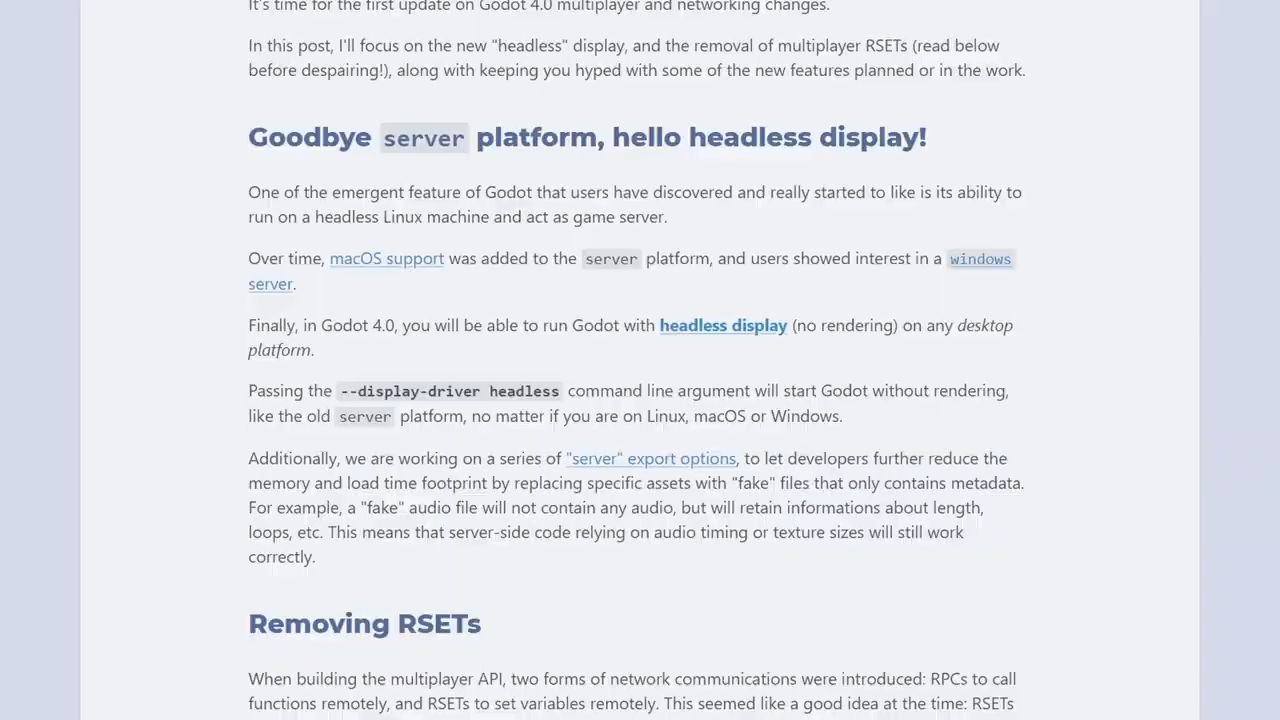 It's time for the first update on Godot 4.0 multiplayer and networking changes.
In this post, I'll focus on the new "headless" display, and the removal of multiplayer RSETs (read below
before despairing!), along with keeping you hyped with some of the new features planned or in the work.
Goodbye server platform, hello headless display!
One of the emergent feature of Godot that users have discovered and really started to like is its ability to
run on a headless Linux machine and act as game server.
Over time, macOS support was added to the server platform, and users showed interest in a windows
server.
Finally, in Godot 4.0, you will be able to run Godot with headless display (no rendering) on any desktop
platform.
Passing the --display-driver headless command line argument will start Godot without rendering,
like the old server platform, no matter if you are on Linux, macOS or Windows.
Additionally, we are working on a series of "server" export options, to let developers further reduce the
memory and load time footprint by replacing specific assets with "fake" files that only contains metadata.
For example, a "fake" audio file will not contain any audio, but will retain informations about length,
loops, etc. This means that server-side code relying on audio timing or texture sizes will still work
correctly.
Removing RSETs
When building the multiplayer API, two forms of network communications were introduced: RPCs to call
functions remotely, and RSETs to set variables remotely. This seemed like a good idea at the time: RSETs